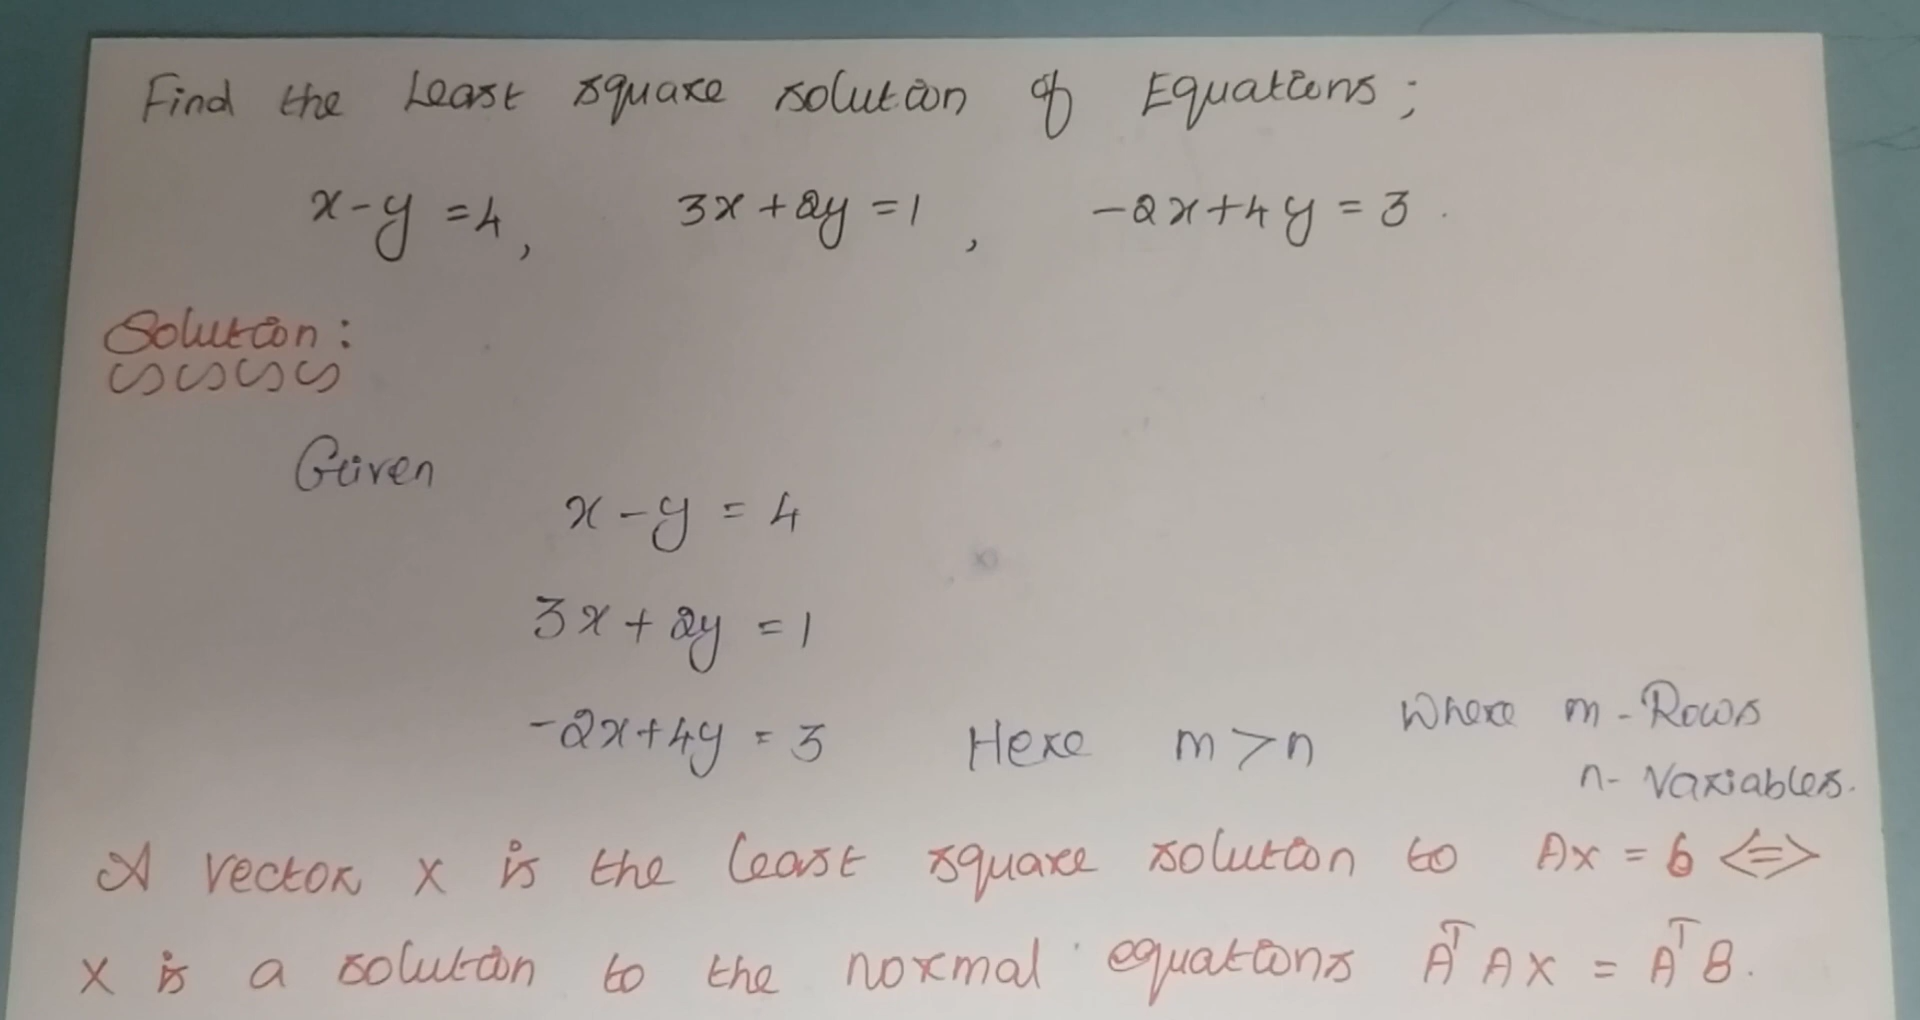 Find the Least square solution of Equations;
x-y=4, 3x+2y=1, -2x+4y=3.
Solution:
Given
x-y=4
3x+2y=1
-2x+4y=3 Here m>n Where m-Rows
n-Variables.
A vector X is the least square solution to AX=b <=>
X is a solution to the normal equations AᵀAX = AᵀB.